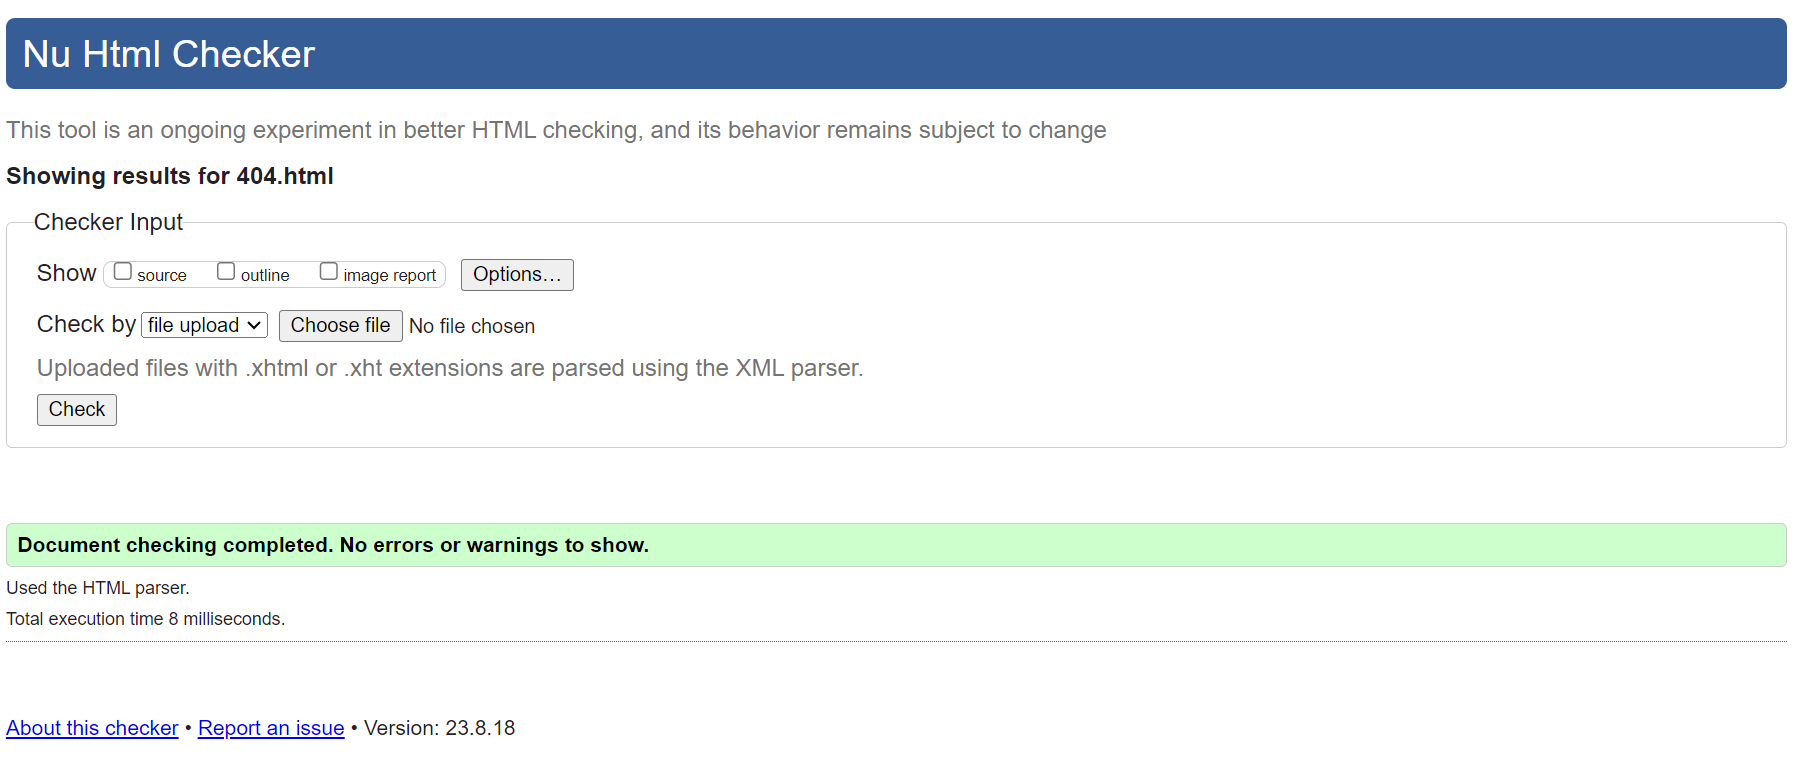 Nu Html Checker
This tool is an ongoing experiment in better HTML checking, and its behavior remains subject to change
Showing results for 404.html
Checker Input
Show source outline image report Options…
Check by file upload Choose file No file chosen
Uploaded files with .xhtml or .xht extensions are parsed using the XML parser.
Check
Document checking completed. No errors or warnings to show.
Used the HTML parser.
Total execution time 8 milliseconds.
About this checker • Report an issue • Version: 23.8.18